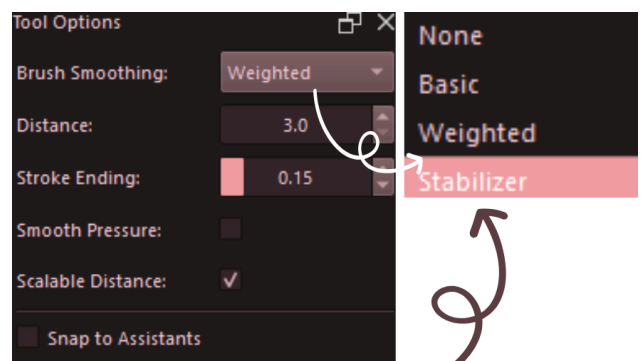 Tool Options
Brush Smoothing: Weighted
Distance: 3.0
Stroke Ending: 0.15
Smooth Pressure:
Scalable Distance:
Snap to Assistants
None
Basic
Weighted
Stabilizer